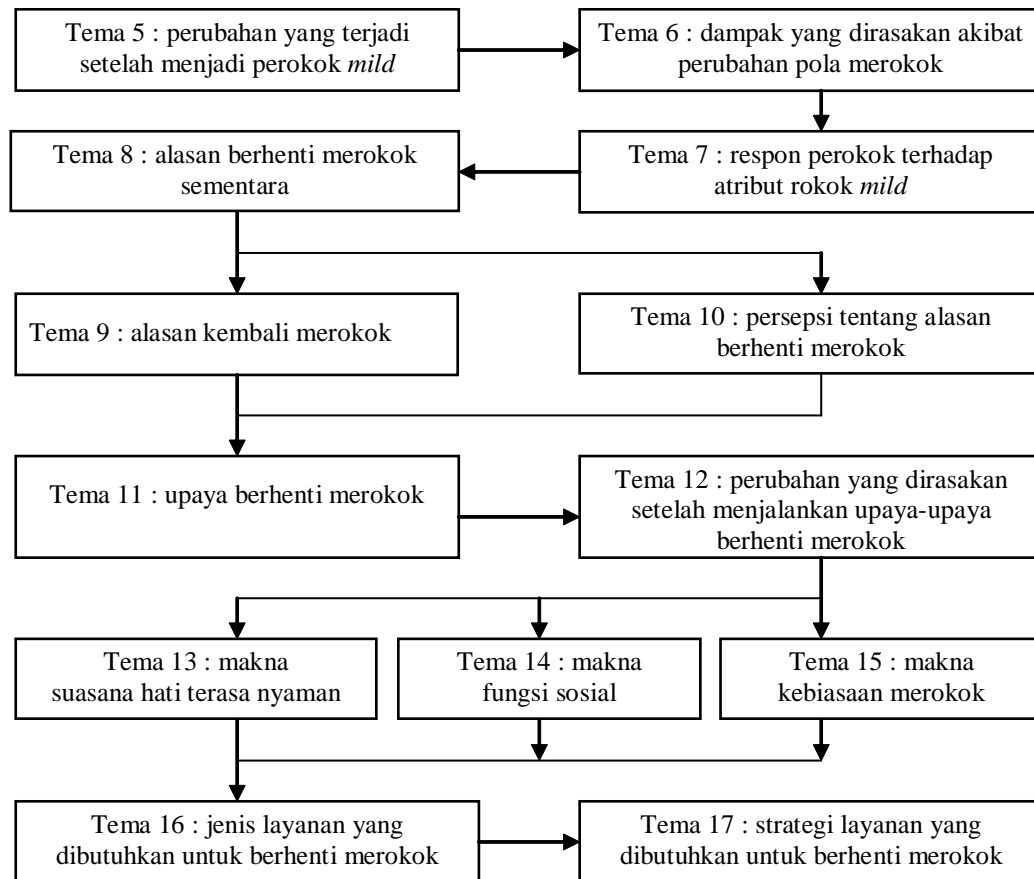 Tema 5 : perubahan yang terjadi
setelah menjadi perokok mild
Tema 6 : dampak yang dirasakan akibat
perubahan pola merokok
Tema 8 : alasan berhenti merokok
sementara
Tema 7 : respon perokok terhadap
atribut rokok mild
Tema 9 : alasan kembali merokok
Tema 10 : persepsi tentang alasan
berhenti merokok
Tema 11 : upaya berhenti merokok
Tema 12 : perubahan yang dirasakan
setelah menjalankan upaya-upaya
berhenti merokok
Tema 13 : makna
suasana hati terasa nyaman
Tema 14 : makna
fungsi sosial
Tema 15 : makna
kebiasaan merokok
Tema 16 : jenis layanan yang
dibutuhkan untuk berhenti merokok
Tema 17 : strategi layanan yang
dibutuhkan untuk berhenti merokok